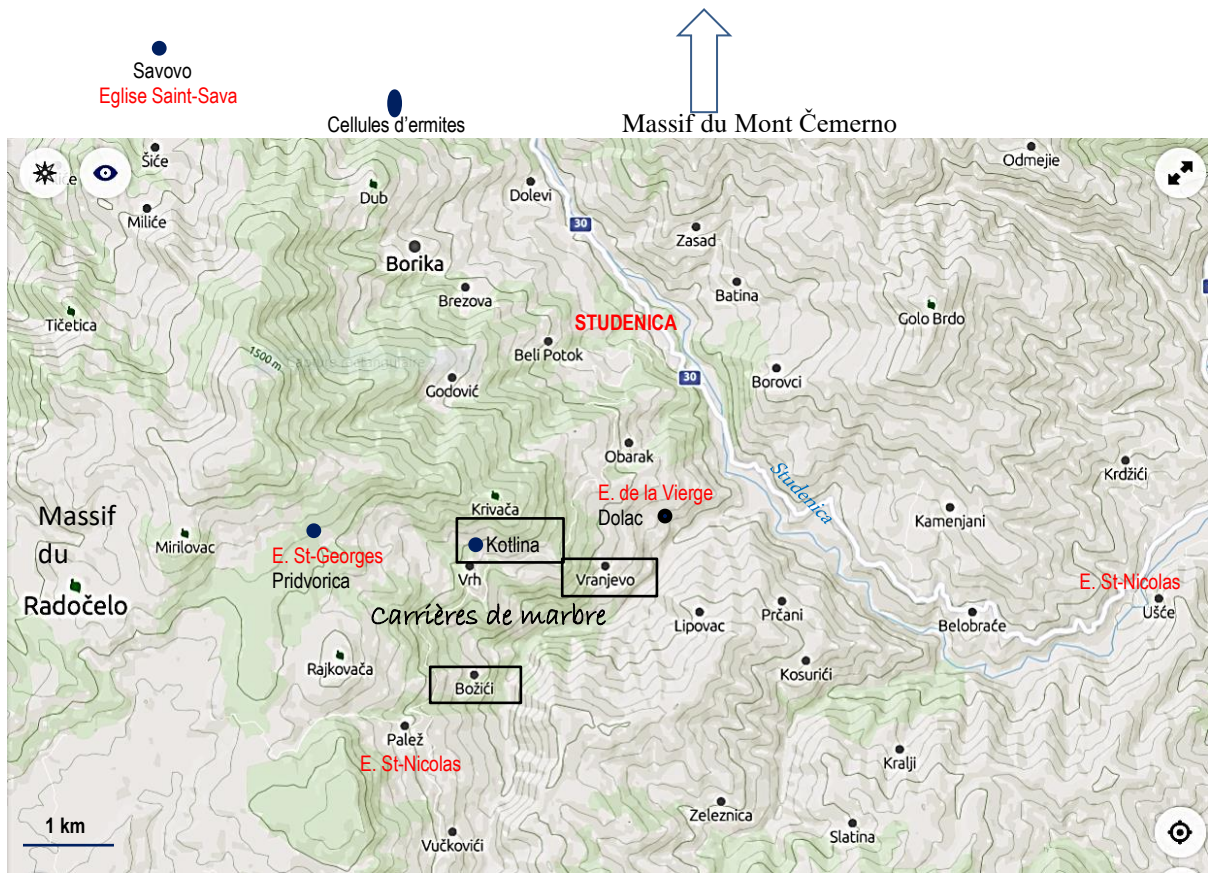 Savovo
Eglise Saint-Sava
Cellules d'ermites
Massif du Mont Čemerno
Šiće
Odmejie
Dub
Dolevi
Miliće
30
Zasad
Borika
Batina
Brezova
Golo Brdo
Tičetica
STUDENICA
Beli Potok
1500 m.
30
Borovci
Godović
Obarak
Krdžići
Studenica
E. de la Vierge
Krivača
Dolac
Kamenjani
Massif
du
Radočelo
Mirilovac
E. St-Georges
Pridvorica
Kotlina
Vrh
Vranjevo
E. St-Nicolas
Ušće
Carrières de marbre
Lipovac
Prčani
Belobraće
Rajkovača
Kosurići
Božići
Palež
E. St-Nicolas
Kralji
Zeleznica
1 km
Vučkovići
Slatina